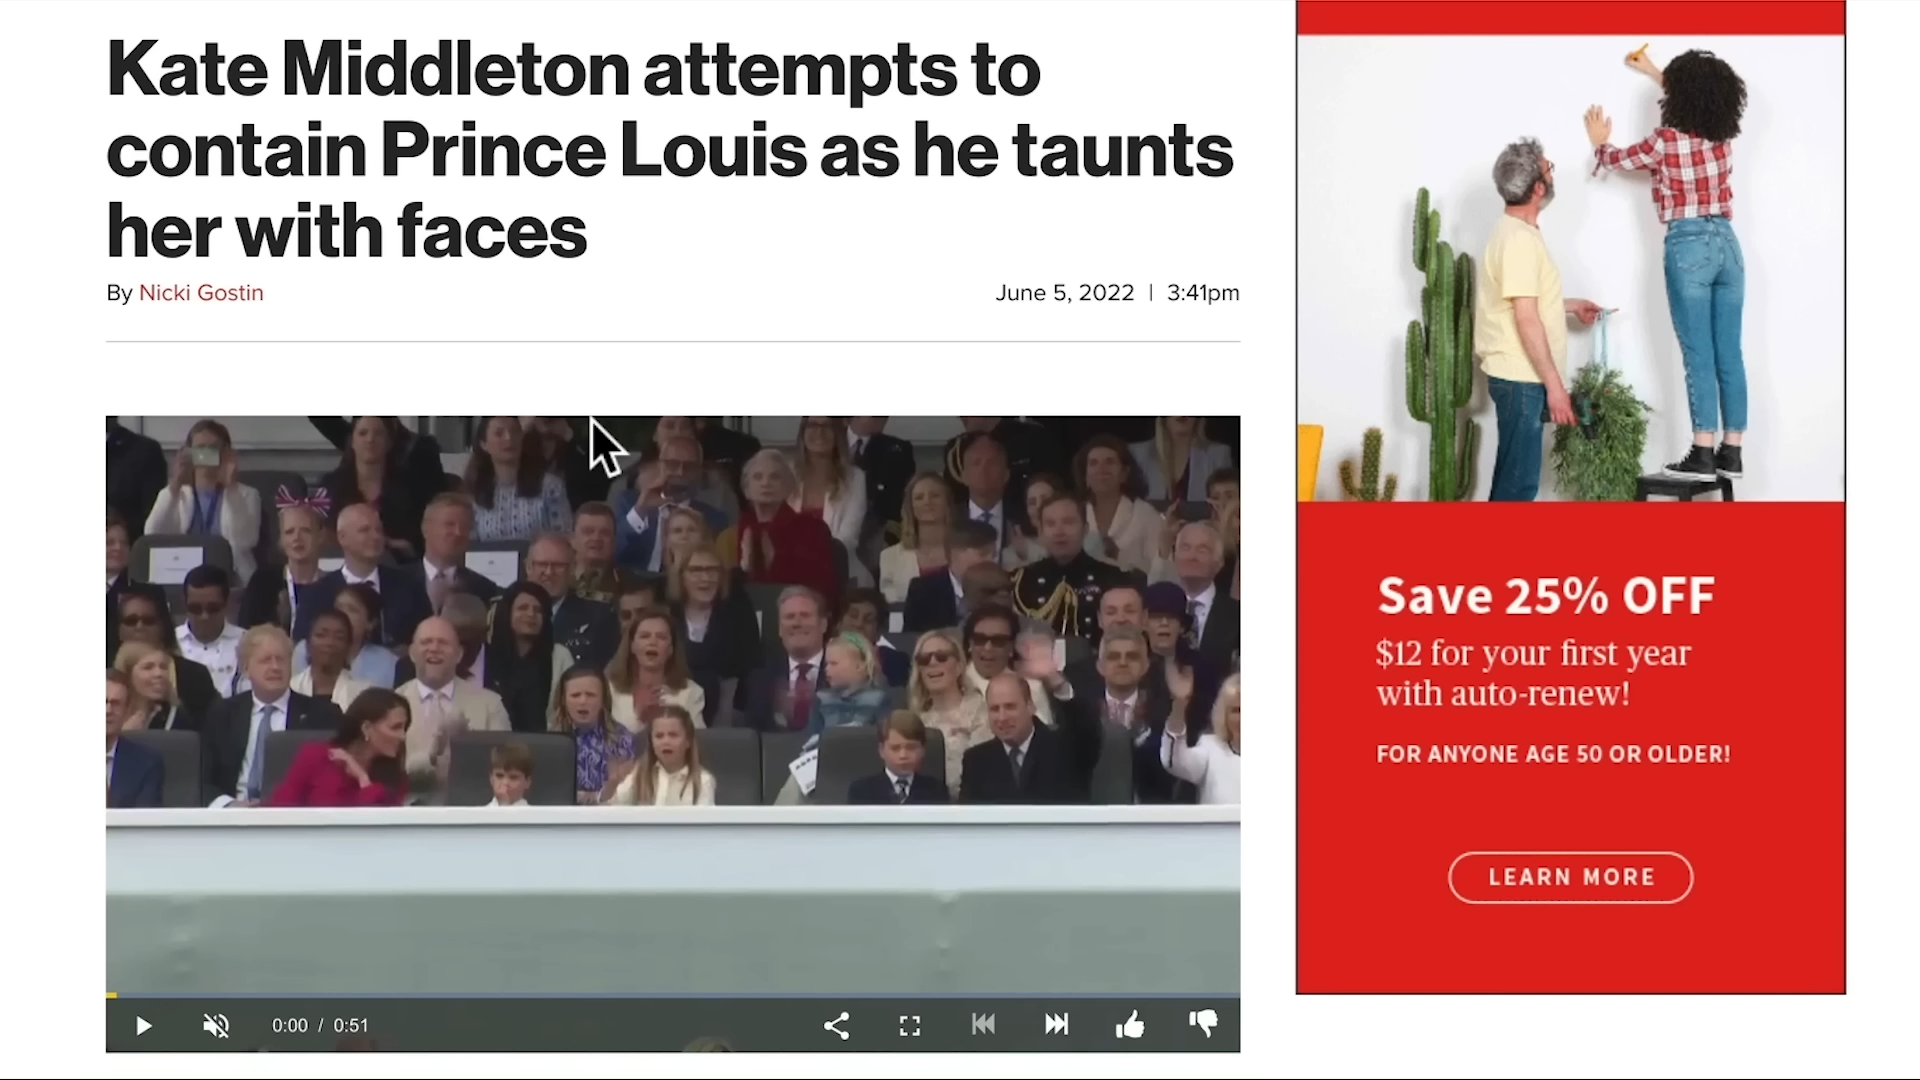 Kate Middleton attempts to
contain Prince Louis as he taunts
her with faces
By Nicki Gostin
June 5, 2022 | 3:41pm
0:00 / 0:51
Save 25% OFF
$12 for your first year
with auto-renew!
FOR ANYONE AGE 50 OR OLDER!
LEARN MORE